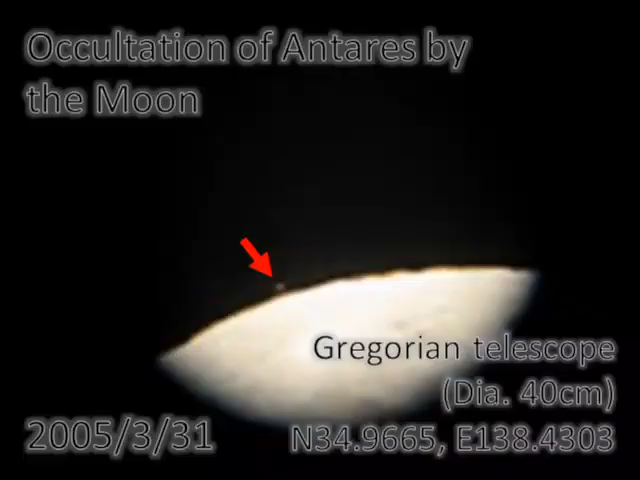 Occultation of Antares by
the Moon
Gregorian telescope
(Dia. 40cm)
2005/3/31
N34.9665, E138.4303